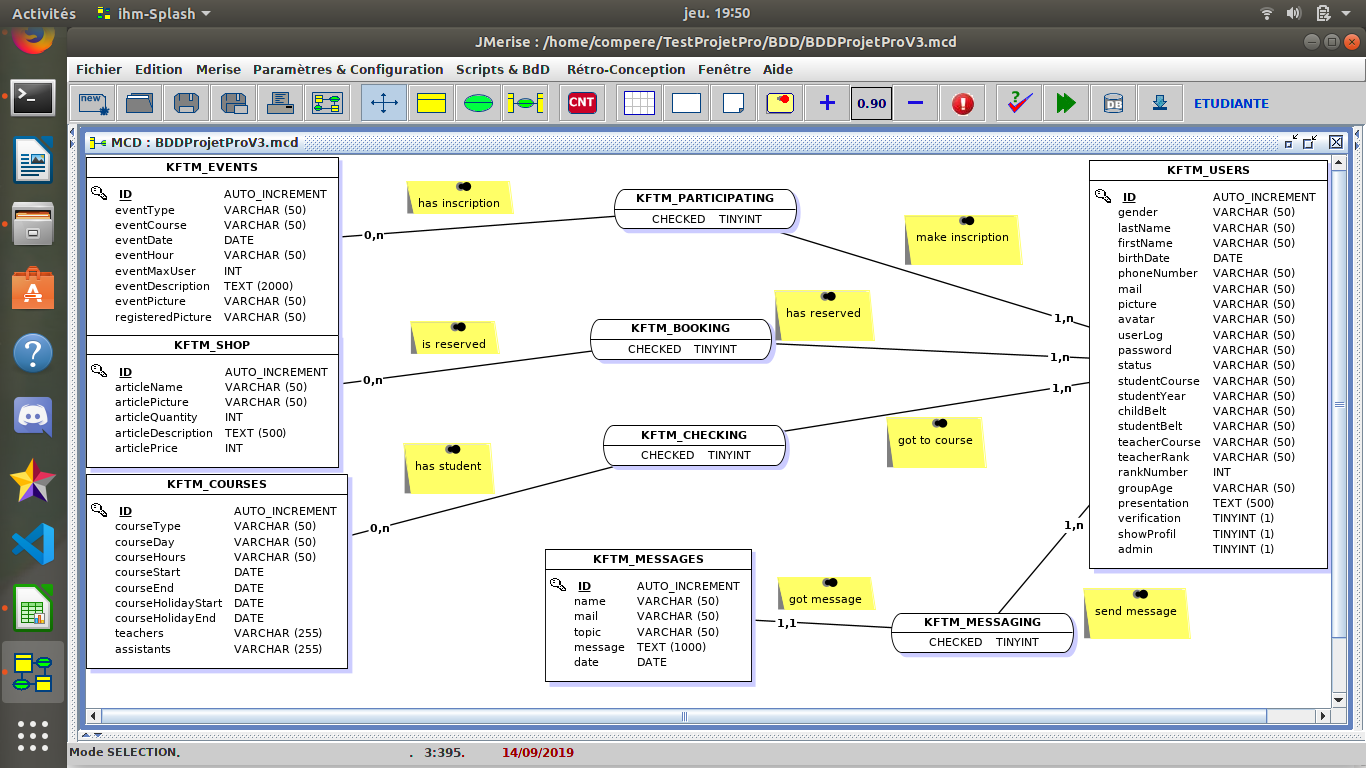 Activités
ihm-Splash
jeu. 19:50
JMerise : /home/compere/TestProjetPro/BDD/BDDProjetProV3.mcd
Fichier Edition Merise Paramètres & Configuration Scripts & BdD Rétro-Conception Fenêtre Aide
new CNT 0.90 DB ETUDIANTE
MCD : BDDProjetProV3.mcd
KFTM_EVENTS
ID AUTO_INCREMENT
eventType VARCHAR (50)
eventCourse VARCHAR (50)
eventDate DATE
eventHour VARCHAR (50)
eventMaxUser INT
eventDescription TEXT (2000)
eventPicture VARCHAR (50)
registeredPicture VARCHAR (50)
KFTM_SHOP
ID AUTO_INCREMENT
articleName VARCHAR (50)
articlePicture VARCHAR (50)
articleQuantity INT
articleDescription TEXT (500)
articlePrice INT
KFTM_COURSES
ID AUTO_INCREMENT
courseType VARCHAR (50)
courseDay VARCHAR (50)
courseHours VARCHAR (50)
courseStart DATE
courseEnd DATE
courseHolidayStart DATE
courseHolidayEnd DATE
teachers VARCHAR (255)
assistants VARCHAR (255)
has inscription
0,n
KFTM_PARTICIPATING
CHECKED TINYINT
make inscription
1,n
is reserved
0,n
KFTM_BOOKING
CHECKED TINYINT
has reserved
1,n
has student
0,n
KFTM_CHECKING
CHECKED TINYINT
got to course
1,n
KFTM_MESSAGES
ID AUTO_INCREMENT
name VARCHAR (50)
mail VARCHAR (50)
topic VARCHAR (50)
message TEXT (1000)
date DATE
got message
1,1
KFTM_MESSAGING
CHECKED TINYINT
1,n
send message
KFTM_USERS
ID AUTO_INCREMENT
gender VARCHAR (50)
lastName VARCHAR (50)
firstName VARCHAR (50)
birthDate DATE
phoneNumber VARCHAR (50)
mail VARCHAR (50)
picture VARCHAR (50)
avatar VARCHAR (50)
userLog VARCHAR (50)
password VARCHAR (50)
status VARCHAR (50)
studentCourse VARCHAR (50)
studentYear VARCHAR (50)
childBelt VARCHAR (50)
studentBelt VARCHAR (50)
teacherCourse VARCHAR (50)
teacherRank VARCHAR (50)
rankNumber INT
groupAge VARCHAR (50)
presentation TEXT (500)
verification TINYINT (1)
showProfil TINYINT (1)
admin TINYINT (1)
Mode SELECTION. . 3:395. 14/09/2019